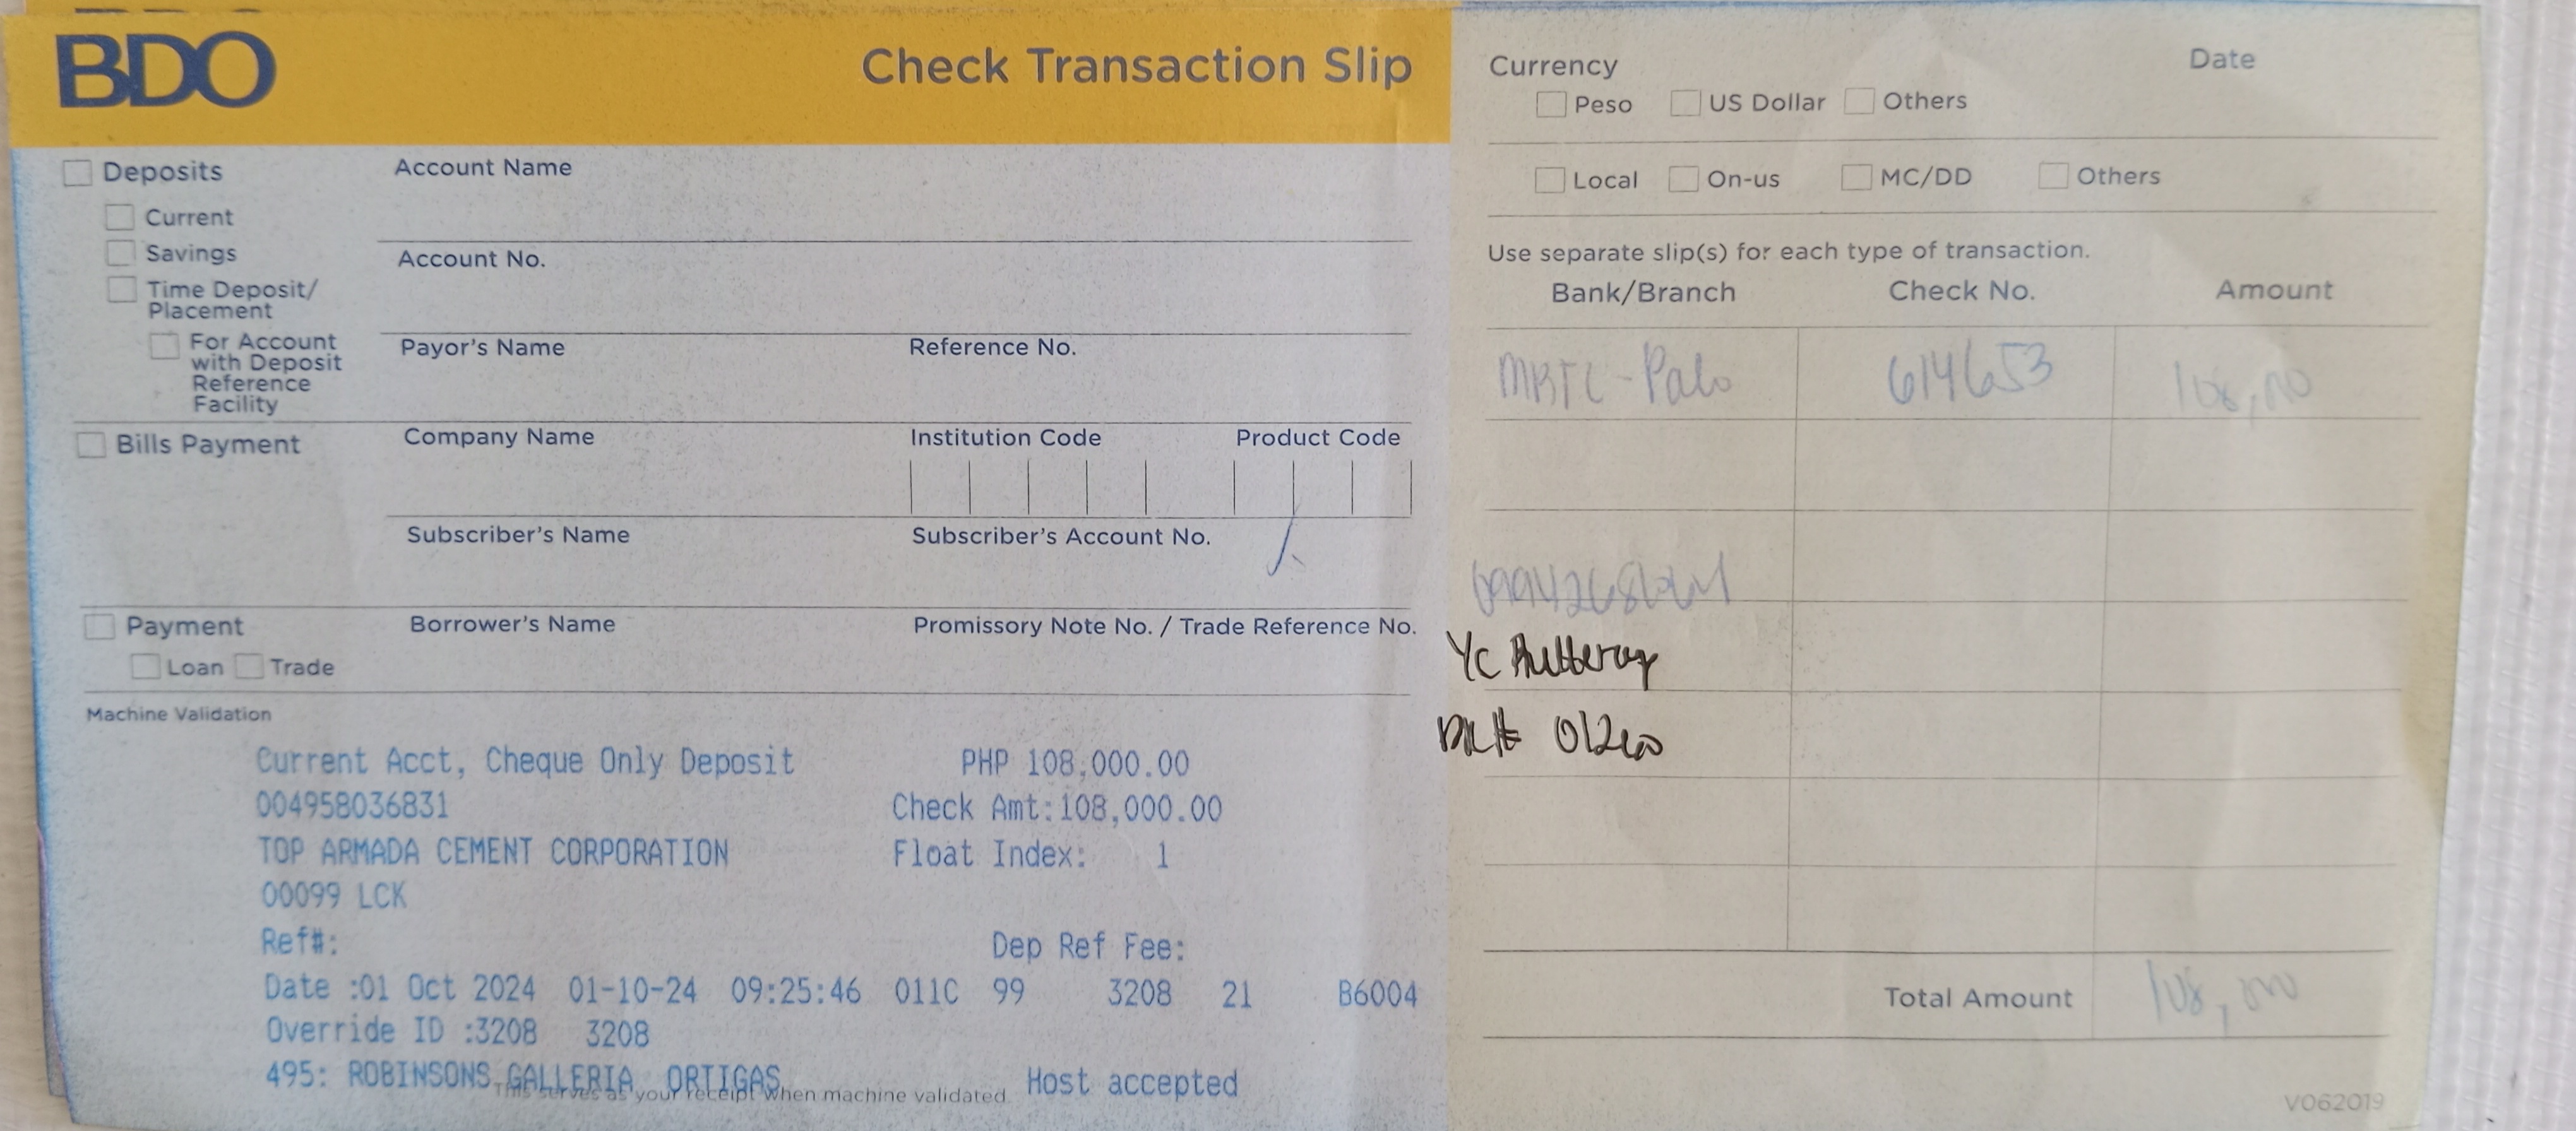 BDO
Check Transaction Slip
Deposits
Current
Savings
Time Deposit/
Placement
For Account
with Deposit
Reference
Facility
Account Name
Account No.
Payor's Name Reference No.
Bills Payment
Company Name Institution Code Product Code
Subscriber's Name Subscriber's Account No.
Payment
Loan Trade
Borrower's Name Promissory Note No. / Trade Reference No.
Machine Validation
Current Acct, Cheque Only Deposit PHP 108,000.00
004958036831 Check Amt:108,000.00
TOP ARMADA CEMENT CORPORATION Float Index: 1
00099 LCK
Ref#: Dep Ref Fee:
Date :01 Oct 2024 01-10-24 09:25:46 011C 99 3208 21 B6004
Override ID :3208 3208
495: ROBINSONS GALLERIA, ORTIGAS Host accepted
This serves as your receipt when machine validated.
Currency Date
Peso US Dollar Others
Local On-us MC/DD Others
Use separate slip(s) for each type of transaction.
Bank/Branch Check No. Amount
MBTC-Palo 614653 108,000
YC
Total Amount 108,000
V062019